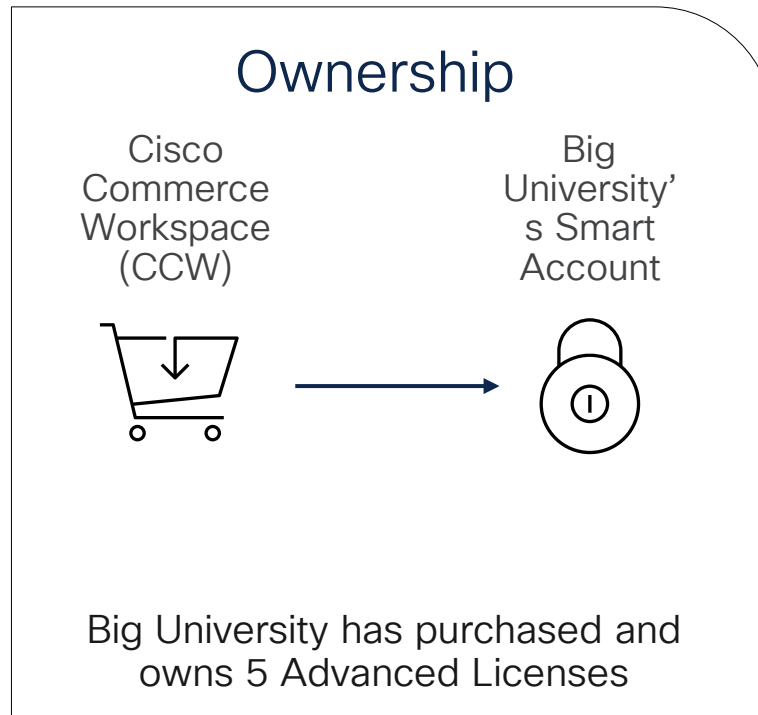 Ownership
Cisco
Commerce
Workspace
(CCW)
Big
University’
s Smart
Account
Big University has purchased and
owns 5 Advanced Licenses